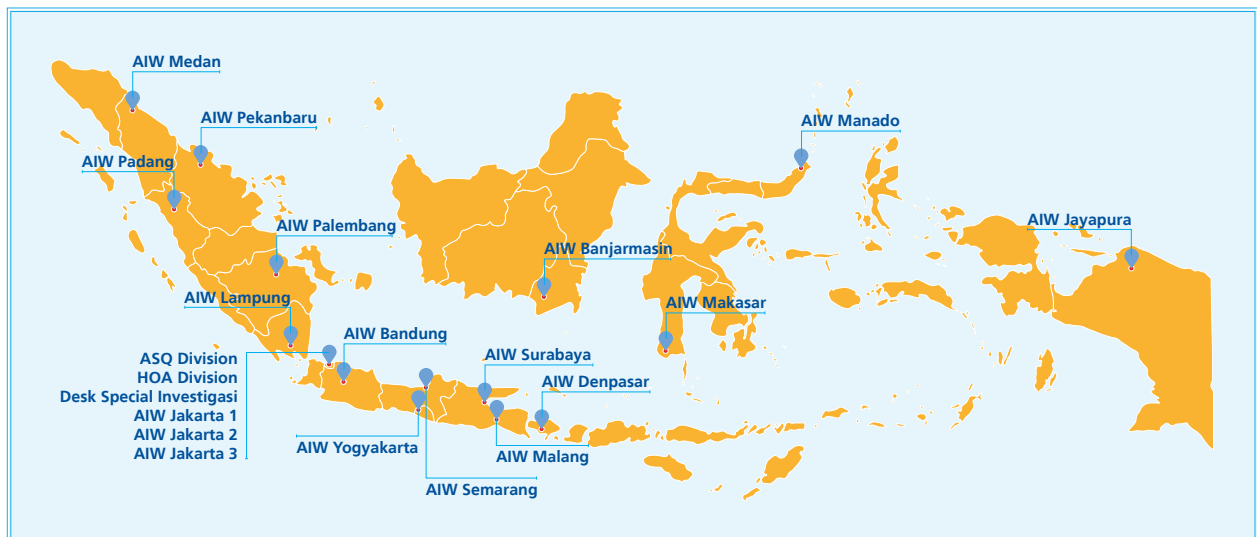 AIW Medan
AIW Pekanbaru
AIW Manado
AIW Padang
AIW Palembang
AIW Jayapura
AIW Banjarmasin
AIW Lampung
AIW Makasar
AIW Bandung
ASQ Division
HOA Division
Desk Special Investigasi
AIW Jakarta 1
AIW Jakarta 2
AIW Jakarta 3
AIW Surabaya
AIW Denpasar
AIW Yogyakarta
AIW Malang
AIW Semarang